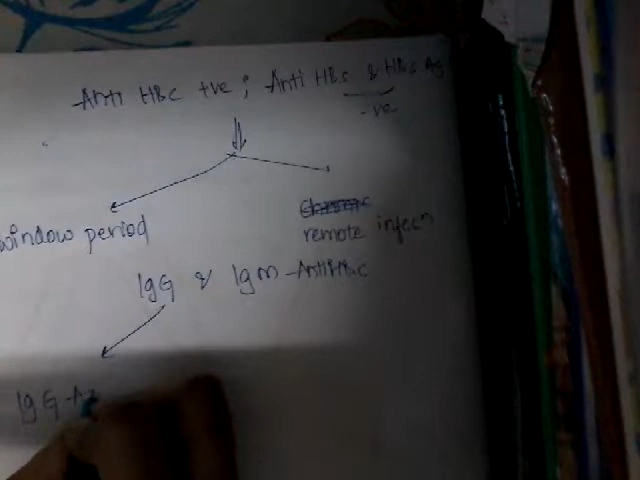 Anti HBc +ve ; Anti HBs & HBs Ag
-ve
window period
remote infecn
IgG & IgM - Anti HBc
IgG - A